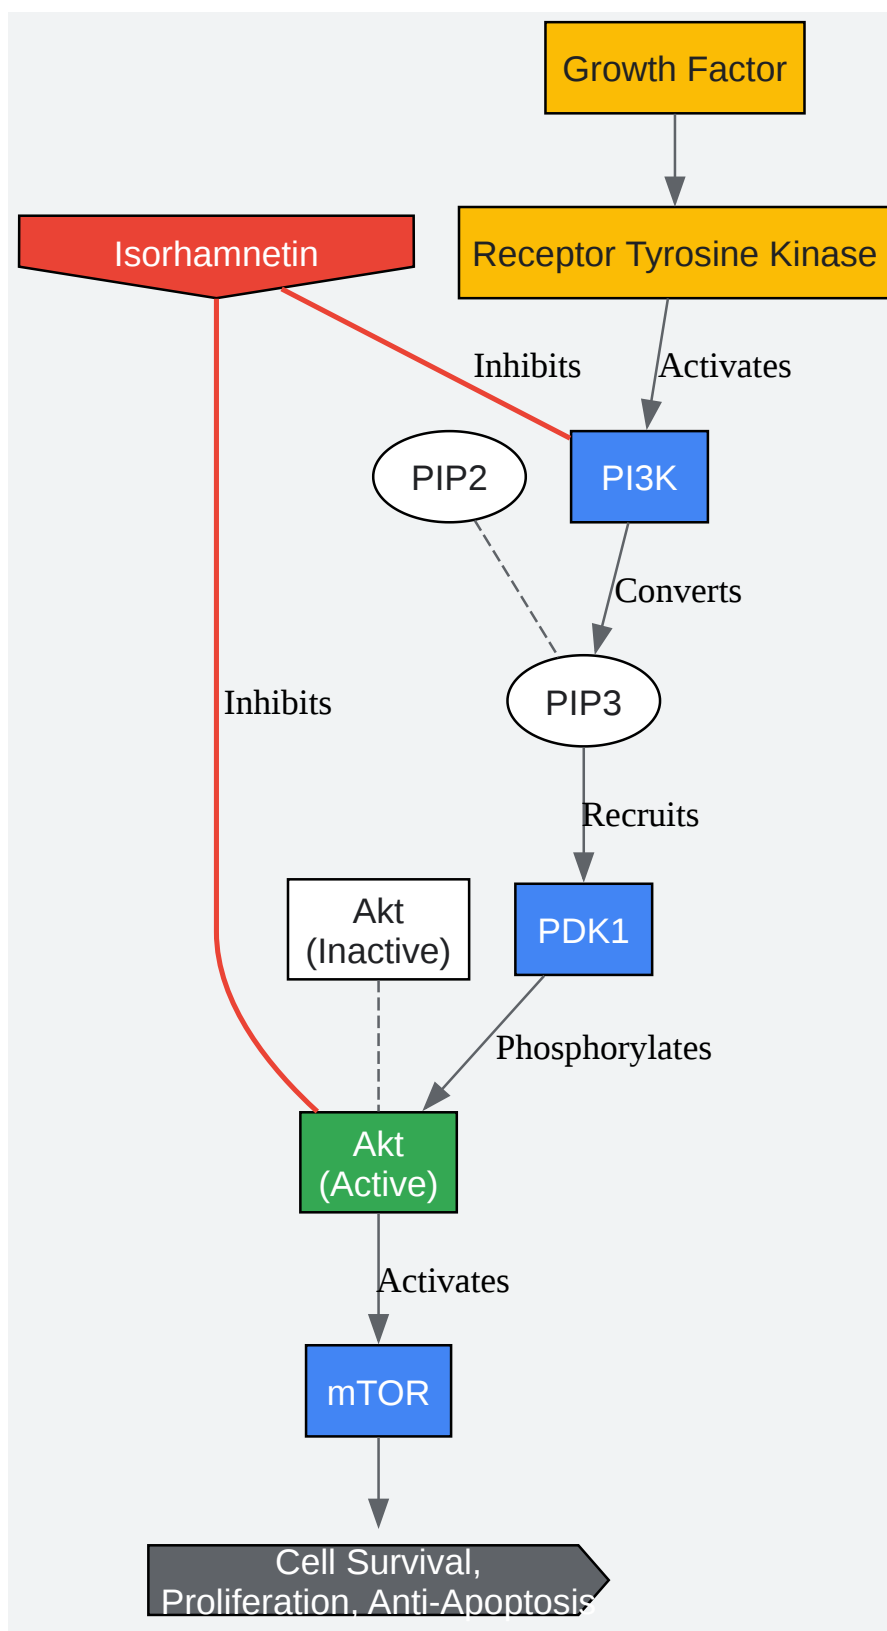 Growth Factor
Isorhamnetin
Receptor Tyrosine Kinase
Inhibits
Activates
PIP2
PI3K
Converts
PIP3
Inhibits
Recruits
Akt
(Inactive)
PDK1
Phosphorylates
Akt
(Active)
Activates
mTOR
Cell Survival,
Proliferation, Anti-Apoptosis